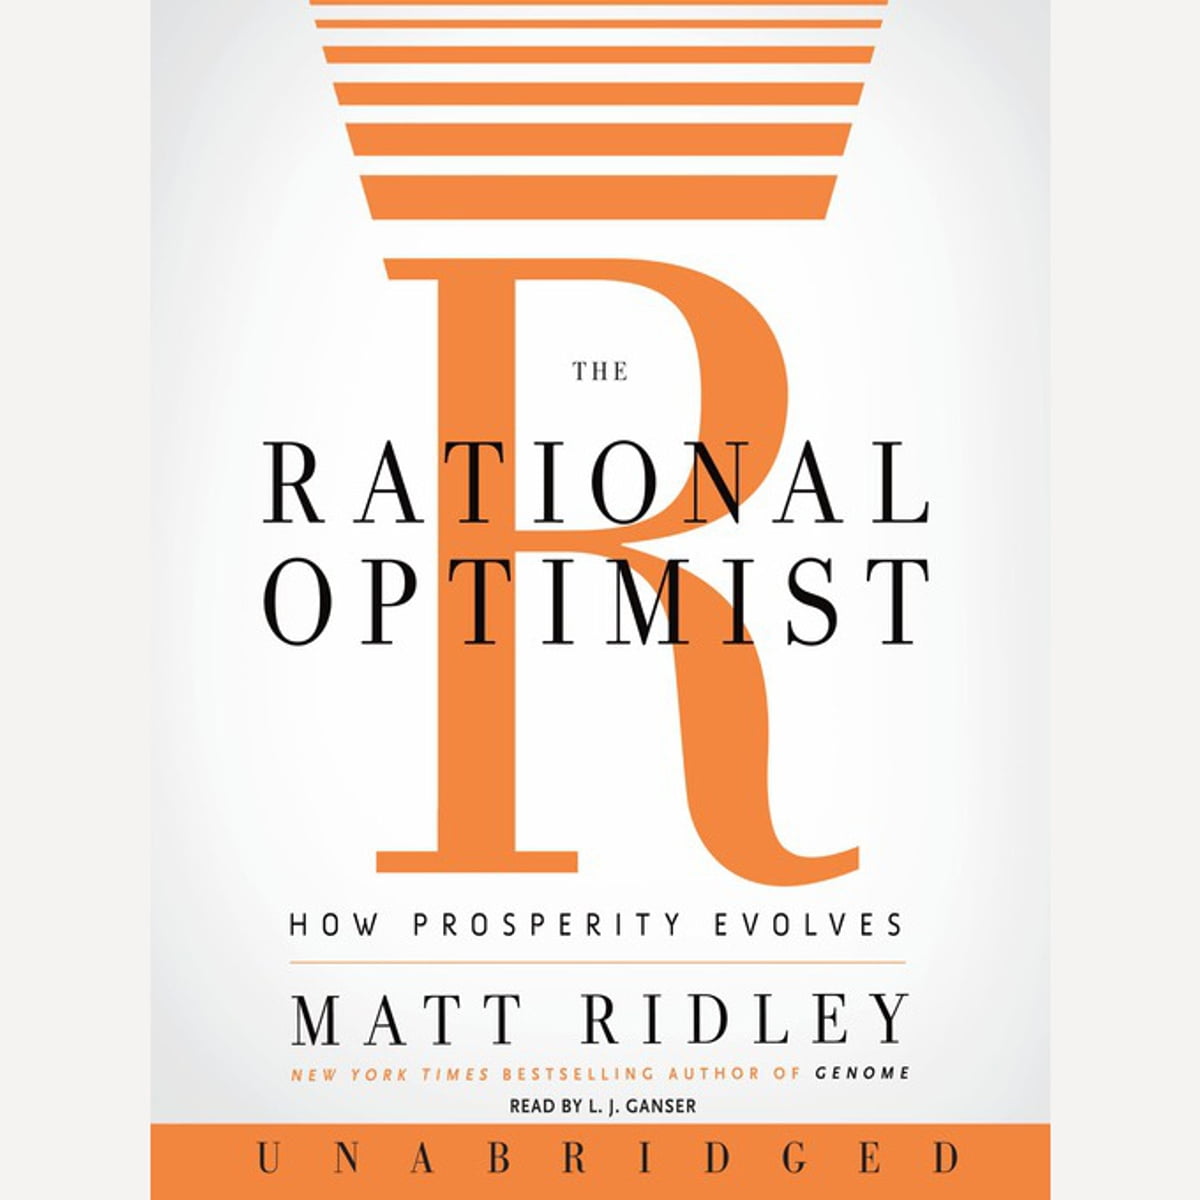 THE
RATIONAL
OPTIMIST
HOW PROSPERITY EVOLVES
MATT RIDLEY
NEW YORK TIMES BESTSELLING AUTHOR OF GENOME
READ BY L. J. GANSER
UNABRIDGED